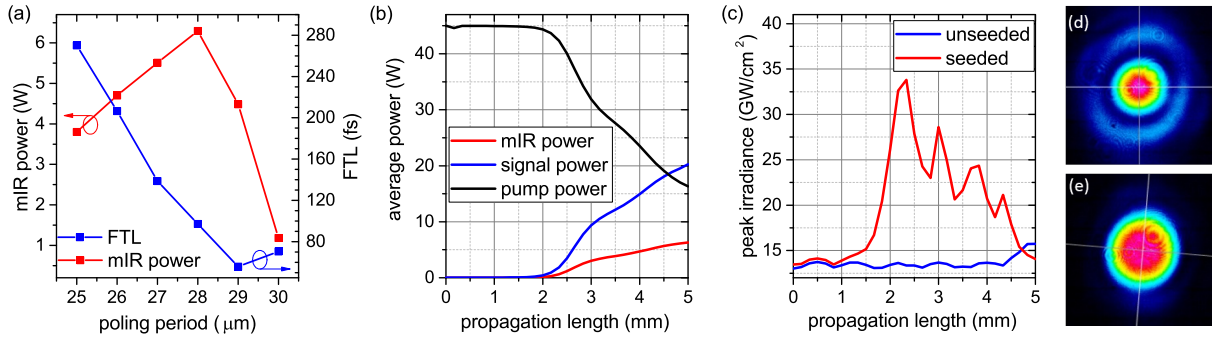 (a)
mIR power (W)
6
5
4
3
2
1
280
240
200
160
120
80
40
FTL (fs)
FTL
mIR power
25 26 27 28 29 30
poling period (μm)
(b)
average power (W)
40
30
20
10
0
mIR power
signal power
pump power
0 1 2 3 4 5
propagation length (mm)
(c)
peak irradiance (GW/cm²)
40
35
30
25
20
15
unseeded
seeded
0 1 2 3 4 5
propagation length (mm)
(d)
(e)